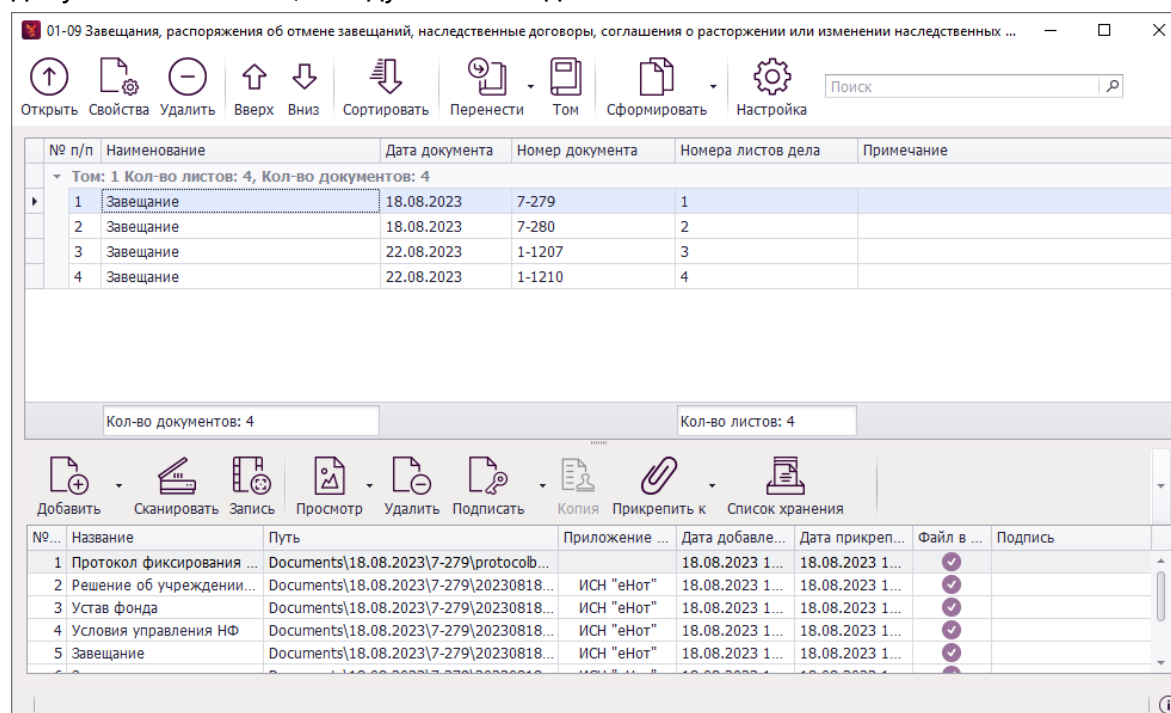 01-09 Завещания, распоряжения об отмене завещаний, наследственные договоры, соглашения о расторжении или изменении наследственных ...
Открыть Свойства Удалить Вверх Вниз Сортировать Перенести Том Сформировать Настройка Поиск
№ п/п Наименование Дата документа Номер документа Номера листов дела Примечание
Том: 1 Кол-во листов: 4, Кол-во документов: 4
1 Завещание 18.08.2023 7-279 1
2 Завещание 18.08.2023 7-280 2
3 Завещание 22.08.2023 1-1207 3
4 Завещание 22.08.2023 1-1210 4
Кол-во документов: 4 Кол-во листов: 4
Добавить Сканировать Запись Просмотр Удалить Подписать Копия Прикрепить к Список хранения
№... Название Путь Приложение ... Дата добавле... Дата прикреп... Файл в ... Подпись
1 Протокол фиксирования ... Documents\18.08.2023\7-279\protocolb... 18.08.2023 1... 18.08.2023 1...
2 Решение об учреждении... Documents\18.08.2023\7-279\20230818... ИСН "еНот" 18.08.2023 1... 18.08.2023 1...
3 Устав фонда Documents\18.08.2023\7-279\20230818... ИСН "еНот" 18.08.2023 1... 18.08.2023 1...
4 Условия управления НФ Documents\18.08.2023\7-279\20230818... ИСН "еНот" 18.08.2023 1... 18.08.2023 1...
5 Завещание Documents\18.08.2023\7-279\20230818... ИСН "еНот" 18.08.2023 1... 18.08.2023 1...